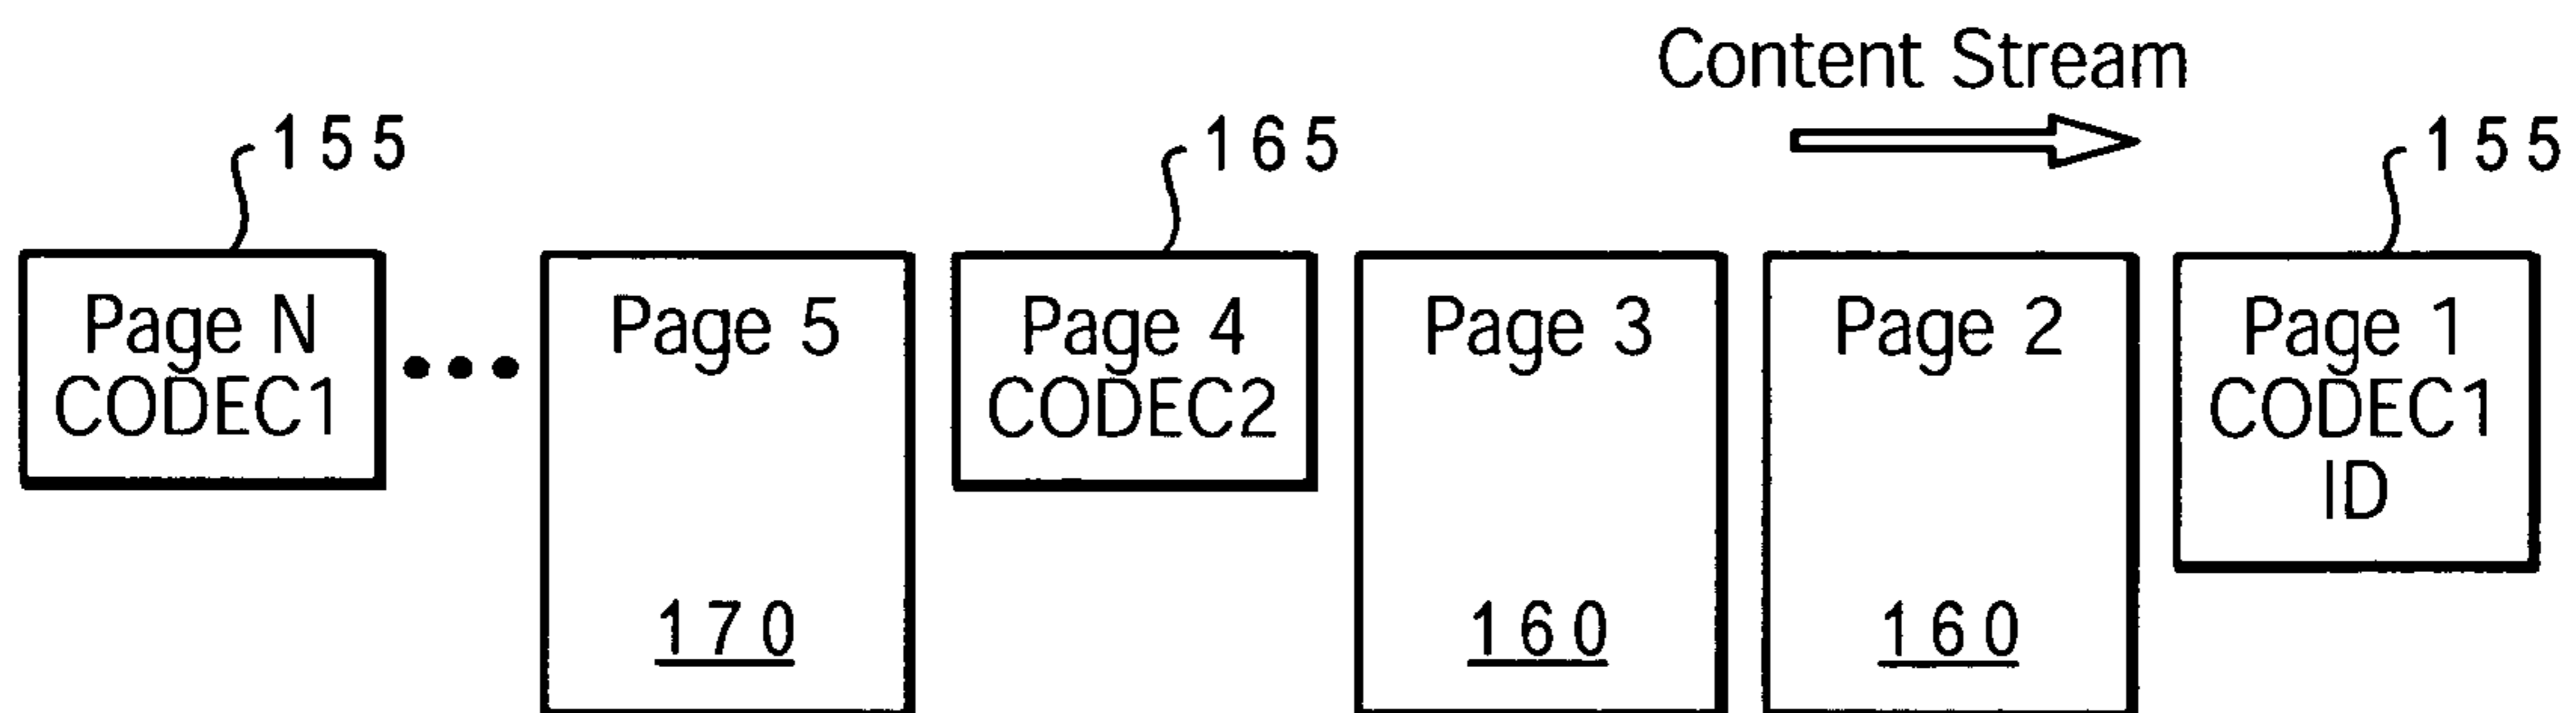 Content Stream
155
165
155
Page N
CODEC1
Page 5
170
Page 4
CODEC2
Page 3
160
Page 2
160
Page 1
CODEC1
ID